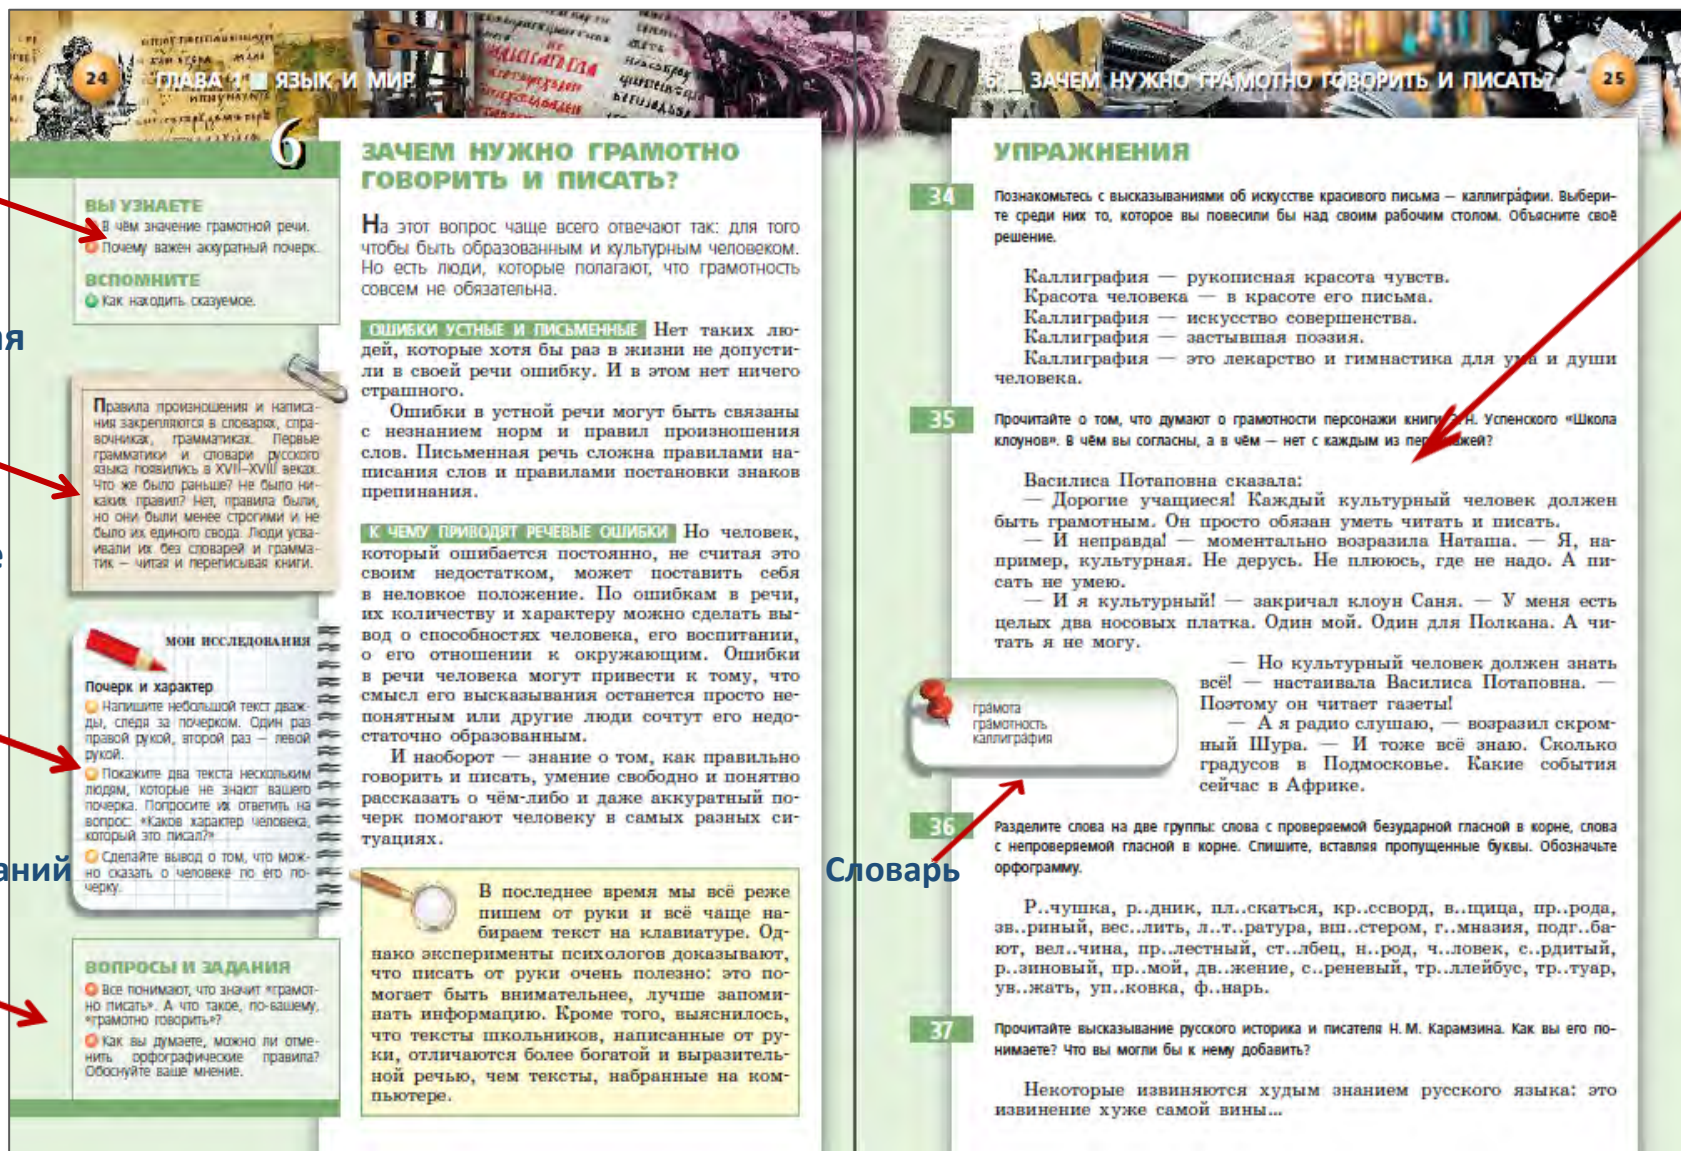 24
ГЛАВА 1 ЯЗЫК И МИР
6
ВЫ УЗНАЕТЕ
В чём значение грамотной речи.
Почему важен аккуратный почерк.
ВСПОМНИТЕ
Как находить сказуемое.
ая
Правила произношения и написа-
ния закрепляются в словарях, спра-
вочниках, грамматиках. Первые
грамматики и словари русского
языка появились в XVII–XVIII веках.
Что же было раньше? Не было ни-
каких правил? Нет, правила были,
но они были менее строгими и не
было их единого свода. Люди усва-
ивали их без словарей и грамма-
тик — читая и переписывая книги.
е
МОИ ИССЛЕДОВАНИЯ
Почерк и характер
Напишите небольшой текст дваж-
ды, следя за почерком. Один раз
правой рукой, второй раз — левой
рукой.
Покажите два текста нескольким
людям, которые не знают вашего
почерка. Попросите их ответить на
вопрос: «Каков характер человека,
который это писал?»
Сделайте вывод о том, что мож-
но сказать о человеке по его по-
черку.
аний
ВОПРОСЫ И ЗАДАНИЯ
Все понимают, что значит «грамот-
но писать». А что такое, по-вашему,
«грамотно говорить»?
Как вы думаете, можно ли отме-
нить орфографические правила?
Обоснуйте ваше мнение.
ЗАЧЕМ НУЖНО ГРАМОТНО
ГОВОРИТЬ И ПИСАТЬ?
На этот вопрос чаще всего отвечают так: для того
чтобы быть образованным и культурным человеком.
Но есть люди, которые полагают, что грамотность
совсем не обязательна.
ОШИБКИ УСТНЫЕ И ПИСЬМЕННЫЕ Нет таких лю-
дей, которые хотя бы раз в жизни не допусти-
ли в своей речи ошибку. И в этом нет ничего
страшного.
Ошибки в устной речи могут быть связаны
с незнанием норм и правил произношения
слов. Письменная речь сложна правилами на-
писания слов и правилами постановки знаков
препинания.
К ЧЕМУ ПРИВОДЯТ РЕЧЕВЫЕ ОШИБКИ Но человек,
который ошибается постоянно, не считая это
своим недостатком, может поставить себя
в неловкое положение. По ошибкам в речи,
их количеству и характеру можно сделать вы-
вод о способностях человека, его воспитании,
о его отношении к окружающим. Ошибки
в речи человека могут привести к тому, что
смысл его высказывания останется просто не-
понятным или другие люди сочтут его недо-
статочно образованным.
И наоборот — знание о том, как правильно
говорить и писать, умение свободно и понятно
рассказать о чём-либо и даже аккуратный по-
черк помогают человеку в самых разных си-
туациях.
В последнее время мы всё реже
пишем от руки и всё чаще на-
бираем текст на клавиатуре. Од-
нако эксперименты психологов доказывают,
что писать от руки очень полезно: это по-
могает быть внимательнее, лучше запоми-
нать информацию. Кроме того, выяснилось,
что тексты школьников, написанные от ру-
ки, отличаются более богатой и выразитель-
ной речью, чем тексты, набранные на ком-
пьютере.
ЗАЧЕМ НУЖНО ГРАМОТНО ГОВОРИТЬ И ПИСАТЬ?
25
УПРАЖНЕНИЯ
34
Познакомьтесь с высказываниями об искусстве красивого письма — каллигра́фии. Выбери-
те среди них то, которое вы повесили бы над своим рабочим столом. Объясните своё
решение.
Каллиграфия — рукописная красота чувств.
Красота человека — в красоте его письма.
Каллиграфия — искусство совершенства.
Каллиграфия — застывшая поэзия.
Каллиграфия — это лекарство и гимнастика для ума и души
человека.
35
Прочитайте о том, что думают о грамотности персонажи книги Н. Успенского «Школа
клоунов». В чём вы согласны, а в чём — нет с каждым из персонажей?
Василиса Потаповна сказала:
— Дорогие учащиеся! Каждый культурный человек должен
быть грамотным. Он просто обязан уметь читать и писать.
— И неправда! — моментально возразила Наташа. — Я, на-
пример, культурная. Не дерусь. Не плююсь, где не надо. А пи-
сать не умею.
— И я культурный! — закричал клоун Саня. — У меня есть
целых два носовых платка. Один мой. Один для Полкана. А чи-
тать я не могу.
— Но культурный человек должен знать
всё! — настаивала Василиса Потаповна. —
Поэтому он читает газеты!
— А я радио слушаю, — возразил скром-
ный Шура. — И тоже всё знаю. Сколько
градусов в Подмосковье. Какие события
сейчас в Африке.
гра́мота
гра́мотность
каллигра́фия
Словарь
36
Разделите слова на две группы: слова с проверяемой безударной гласной в корне, слова
с непроверяемой гласной в корне. Спишите, вставляя пропущенные буквы. Обозначьте
орфограмму.
Р..чушка, р..дник, пл..скаться, кр..ссворд, в..щица, пр..рода,
зв..риный, вес..лить, л..т..ратура, вш..стером, г..мназия, подг..ба-
ют, вел..чина, пр..лестный, ст..лбец, н..род, ч..ловек, с..рдитый,
р..зиновый, пр..мой, дв..жение, с..реневый, тр..ллейбус, тр..туар,
ув..жать, уп..ковка, ф..нарь.
37
Прочитайте высказывание русского историка и писателя Н. М. Карамзина. Как вы его по-
нимаете? Что вы могли бы к нему добавить?
Некоторые извиняются худым знанием русского языка: это
извинение хуже самой вины...